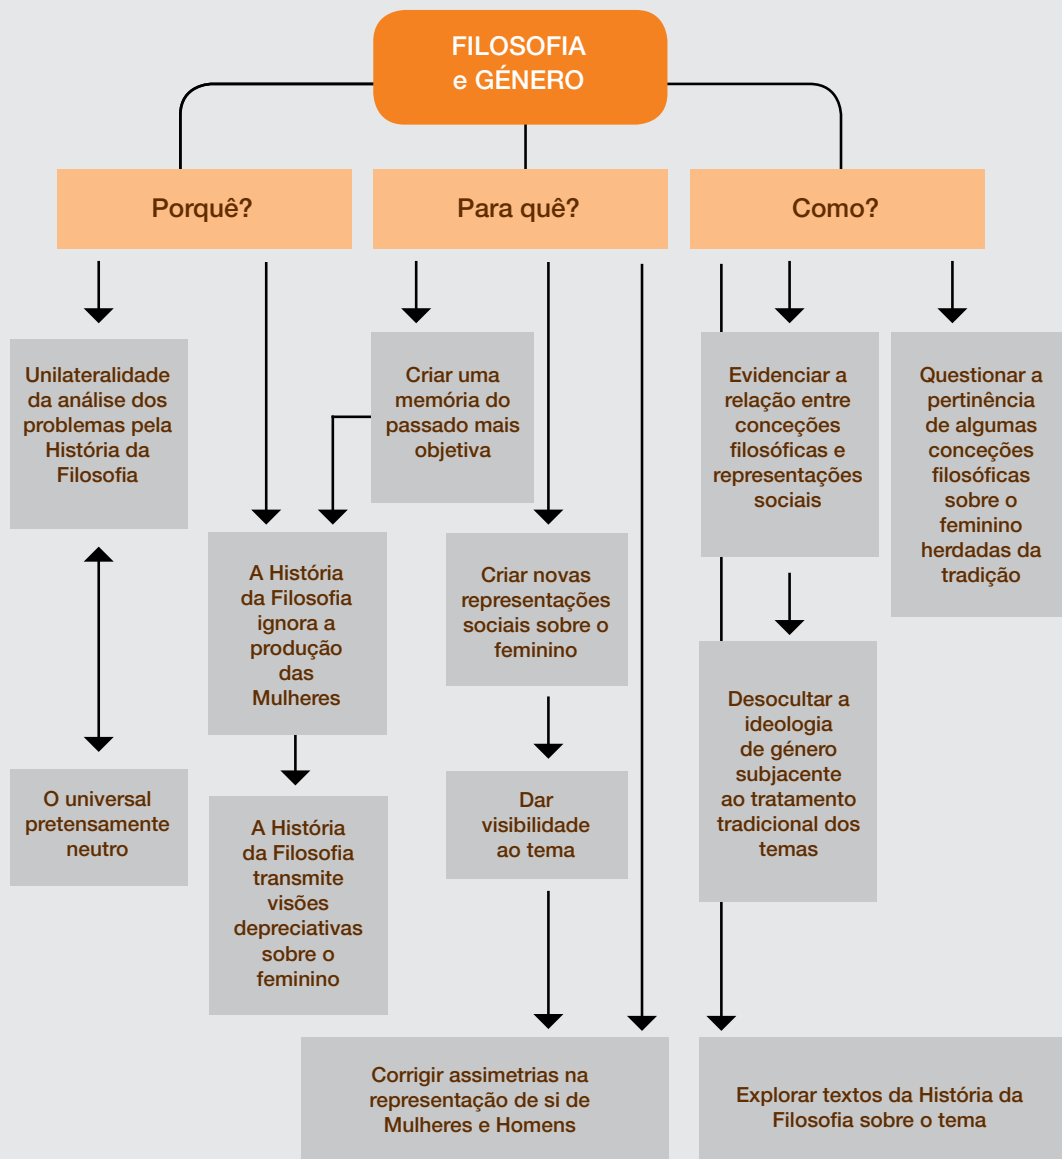 FILOSOFIA
e GÉNERO
Porquê?
Para quê?
Como?
Unilateralidade
da análise dos
problemas pela
História da
Filosofia
Criar uma
memória do
passado mais
objetiva
Evidenciar a
relação entre
conceções
filosóficas e
representações
sociais
Questionar a
pertinência
de algumas
conceções
filosóficas
sobre o
feminino
herdadas da
tradição
A História
da Filosofia
ignora a
produção
das
Mulheres
Criar novas
representações
sociais sobre o
feminino
Desocultar a
ideologia
de género
subjacente
ao tratamento
tradicional dos
temas
O universal
pretensamente
neutro
A História
da Filosofia
transmite
visões
depreciativas
sobre o
feminino
Dar
visibilidade
ao tema
Corrigir assimetrias na
representação de si de
Mulheres e Homens
Explorar textos da História da
Filosofia sobre o tema